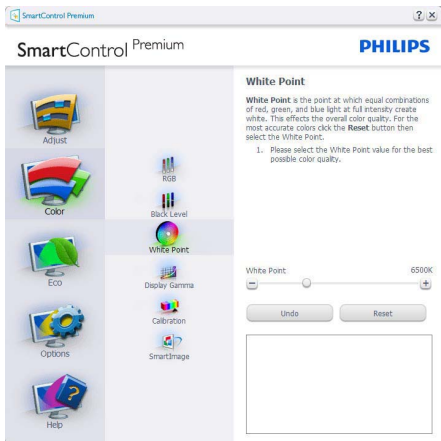 SmartControl Premium
SmartControl Premium
PHILIPS
Adjust
Color
Eco
Options
Help
RGB
Black Level
White Point
Display Gamma
Calibration
SmartImage
White Point
White Point is the point at which equal combinations
of red, green, and blue light at full intensity create
white. This effects the overall color quality. For the
most accurate colors click the Reset button then
select the White Point.
1. Please select the White Point value for the best
possible color quality.
White Point 6500K
Undo Reset